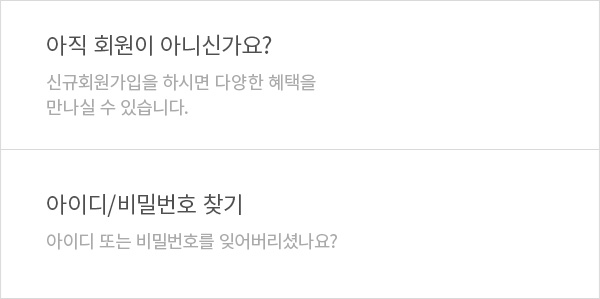 아직 회원이 아니신가요?
신규회원가입을 하시면 다양한 혜택을
만나실 수 있습니다.
아이디/비밀번호 찾기
아이디 또는 비밀번호를 잊어버리셨나요?